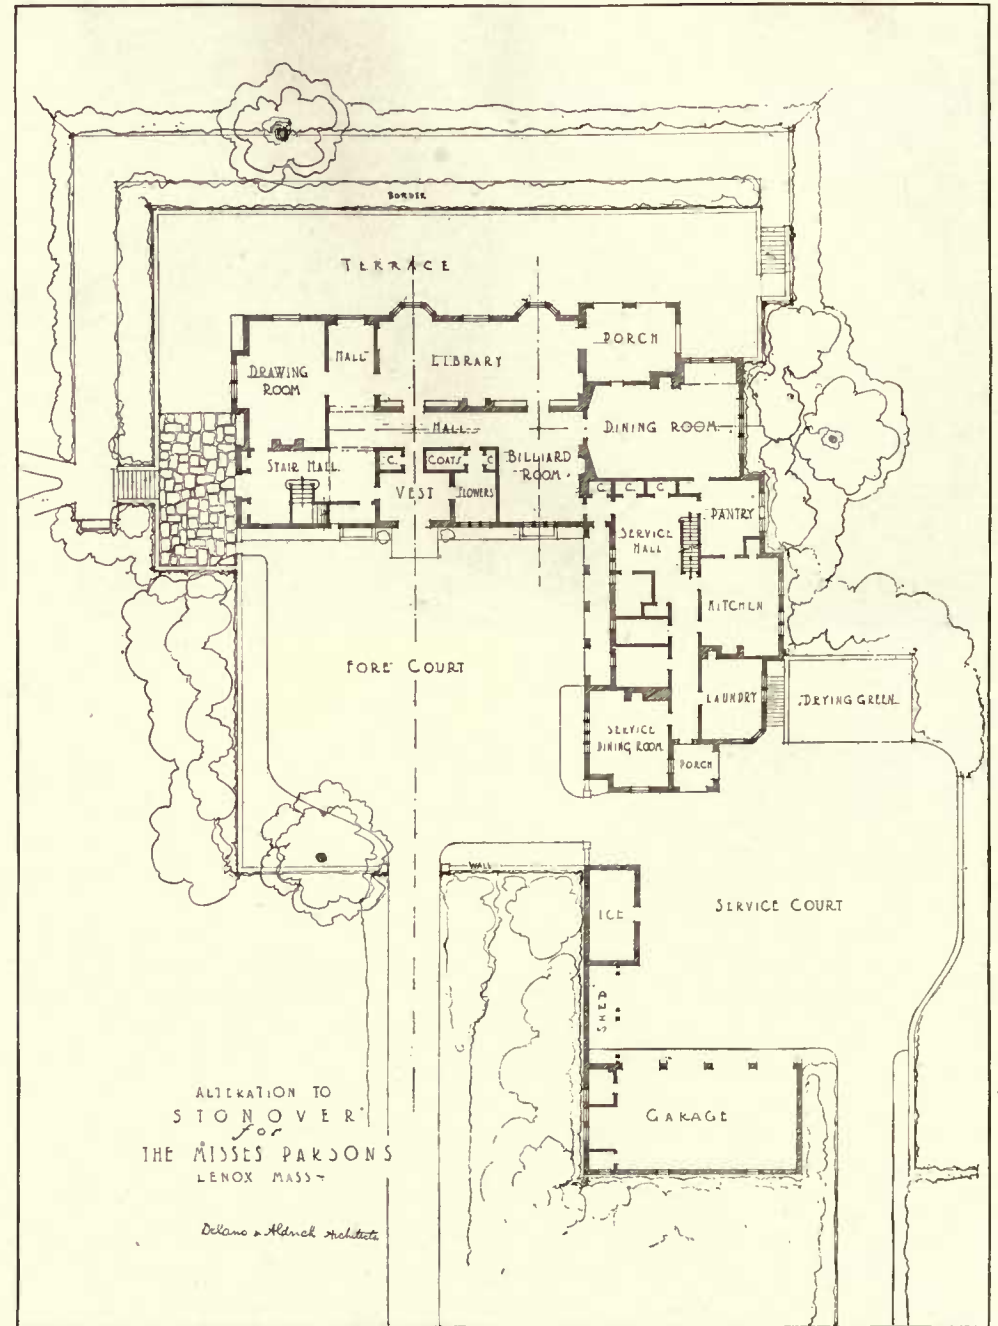 BORDER
TERRACE
PORCH
HALL
LIBRARY
DRAWING
ROOM
HALL
DINING ROOM
STAIR HALL
C.
COATS
C
BILLIARD
ROOM
VEST
FLOWERS
C
C
C
PANTRY
SERVICE
HALL
KITCHEN
FORE COURT
LAUNDRY
DRYING GREEN
SERVICE
DINING ROOM
PORCH
WALL
ICE
SERVICE COURT
SHED
GARAGE
ALTERATION TO
STONOVER
for
THE MISSES PARSONS
LENOX MASS
Delano & Aldrich Architects